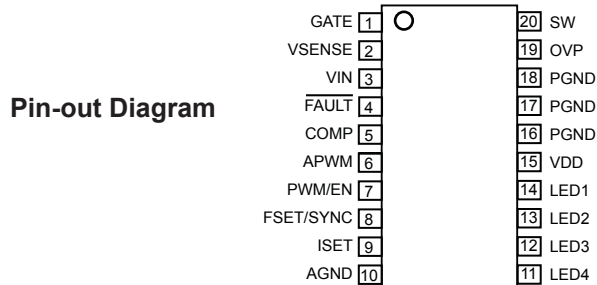 Pin-out Diagram
GATE 1
VSENSE 2
VIN 3
FAULT 4
COMP 5
APWM 6
PWM/EN 7
FSET/SYNC 8
ISET 9
AGND 10
20 SW
19 OVP
18 PGND
17 PGND
16 PGND
15 VDD
14 LED1
13 LED2
12 LED3
11 LED4